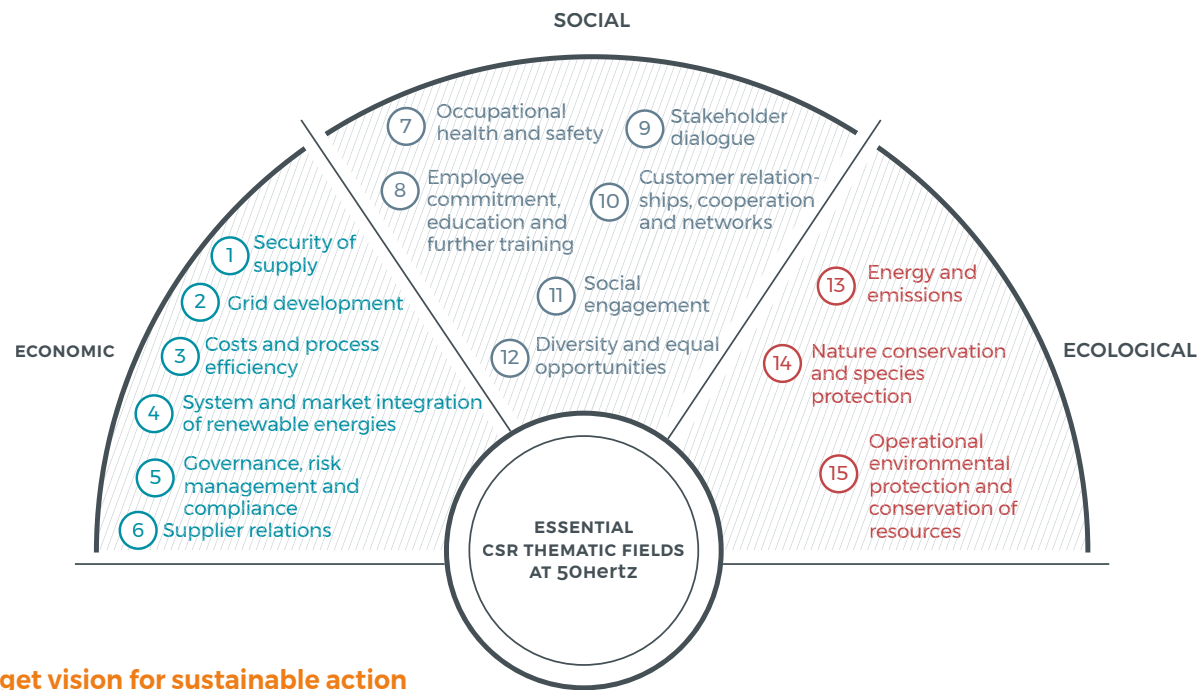 SOCIAL
7
Occupational
health and safety
9
Stakeholder
dialogue
8
Employee
commitment,
education and
further training
10
Customer relation-
ships, cooperation
and networks
11
Social
engagement
12
Diversity and equal
opportunities
ECONOMIC
1
Security of
supply
2
Grid development
3
Costs and process
efficiency
4
System and market integration
of renewable energies
5
Governance, risk
management and
compliance
6
Supplier relations
ECOLOGICAL
13
Energy and
emissions
14
Nature conservation
and species
protection
15
Operational
environmental
protection and
conservation of
resources
ESSENTIAL
CSR THEMATIC FIELDS
AT 50Hertz
get vision for sustainable action